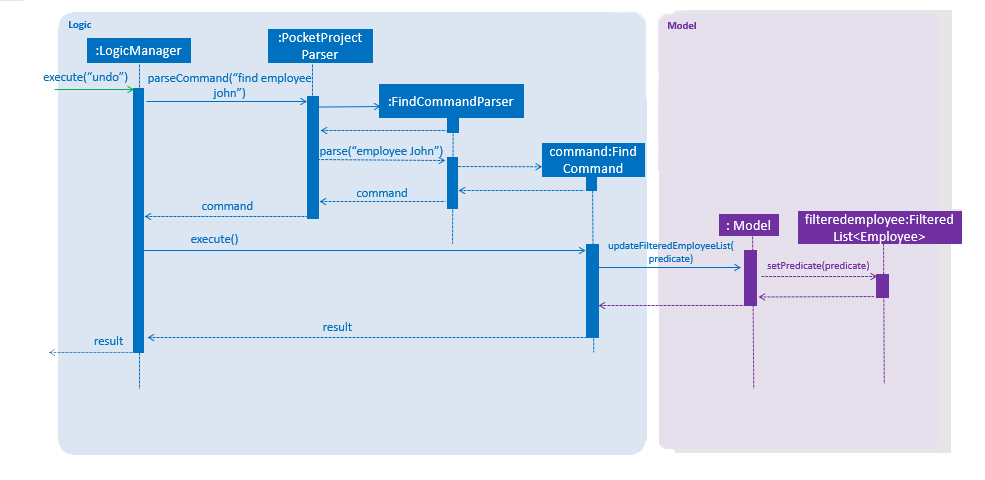 Logic
Model
:PocketProject
Parser
:LogicManager
execute(“undo”)
parseCommand(“find employee
john”)
:FindCommandParser
parse(“employee John”)
command:Find
Command
command
command
: Model
filteredemployee:Filtered
List<Employee>
execute()
updateFilteredEmployeeList(
predicate)
setPredicate(predicate)
result
result